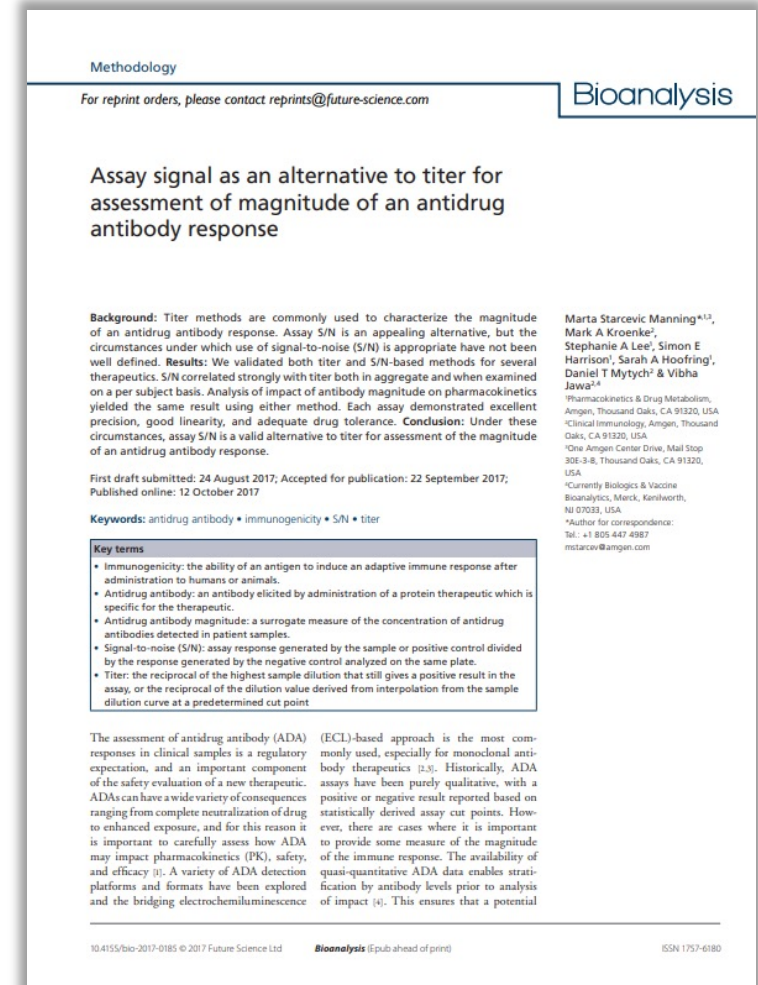 Methodology
For reprint orders, please contact reprints@future-science.com
Bioanalysis
Assay signal as an alternative to titer for
assessment of magnitude of an antidrug
antibody response
Background: Titer methods are commonly used to characterize the magnitude
of an antidrug antibody response. Assay S/N is an appealing alternative, but the
circumstances under which use of signal-to-noise (S/N) is appropriate have not been
well defined. Results: We validated both titer and S/N-based methods for several
therapeutics. S/N correlated strongly with titer both in aggregate and when examined
on a per subject basis. Analysis of impact of antibody magnitude on pharmacokinetics
yielded the same result using either method. Each assay demonstrated excellent
precision, good linearity, and adequate drug tolerance. Conclusion: Under these
circumstances, assay S/N is a valid alternative to titer for assessment of the magnitude
of an antidrug antibody response.
First draft submitted: 24 August 2017; Accepted for publication: 22 September 2017;
Published online: 12 October 2017
Keywords: antidrug antibody • immunogenicity • S/N • titer
Key terms
• Immunogenicity: the ability of an antigen to induce an adaptive immune response after
administration to humans or animals.
• Antidrug antibody: an antibody elicited by administration of a protein therapeutic which is
specific for the therapeutic.
• Antidrug antibody magnitude: a surrogate measure of the concentration of antidrug
antibodies detected in patient samples.
• Signal-to-noise (S/N): assay response generated by the sample or positive control divided
by the response generated by the negative control analyzed on the same plate.
• Titer: the reciprocal of the highest sample dilution that still gives a positive result in the
assay, or the reciprocal of the dilution value derived from interpolation from the sample
dilution curve at a predetermined cut point
Marta Starcevic Manning*,1,3,
Mark A Kroenke2,
Stephanie A Lee1, Simon E
Harrison1, Sarah A Hoofring1,
Daniel T Mytych2 & Vibha
Jawa2,4
1Pharmacokinetics & Drug Metabolism,
Amgen, Thousand Oaks, CA 91320, USA
2Clinical Immunology, Amgen, Thousand
Oaks, CA 91320, USA
3One Amgen Center Drive, Mail Stop
30E-3-B, Thousand Oaks, CA 91320,
USA
4Currently Biologics & Vaccine
Bioanalytics, Merck, Kenilworth,
NJ 07033, USA
*Author for correspondence:
Tel.: +1 805 447 4987
mstarcev@amgen.com
The assessment of antidrug antibody (ADA)
responses in clinical samples is a regulatory
expectation, and an important component
of the safety evaluation of a new therapeutic.
ADAs can have a wide variety of consequences
ranging from complete neutralization of drug
to enhanced exposure, and for this reason it
is important to carefully assess how ADA
may impact pharmacokinetics (PK), safety,
and efficacy [1]. A variety of ADA detection
platforms and formats have been explored
and the bridging electrochemiluminescence
(ECL)-based approach is the most com-
monly used, especially for monoclonal anti-
body therapeutics [2,3]. Historically, ADA
assays have been purely qualitative, with a
positive or negative result reported based on
statistically derived assay cut points. How-
ever, there are cases where it is important
to provide some measure of the magnitude
of the immune response. The availability of
quasi-quantitative ADA data enables strati-
fication by antibody levels prior to analysis
of impact [4]. This ensures that a potential
10.4155/bio-2017-0185 © 2017 Future Science Ltd
Bioanalysis (Epub ahead of print)
ISSN 1757-6180